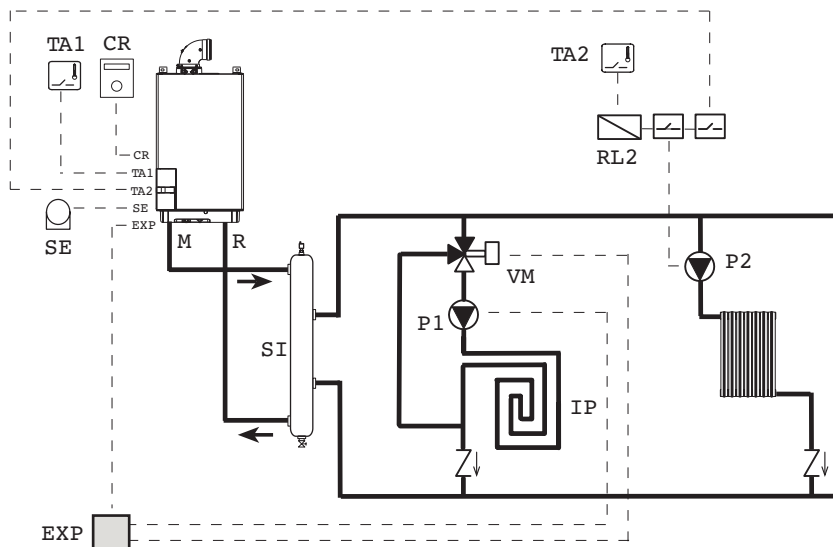 TA1 CR
TA2
RL2
CR
TA1
TA2
SE
EXP
SE
M R
VM
P2
P1
SI
IP
EXP